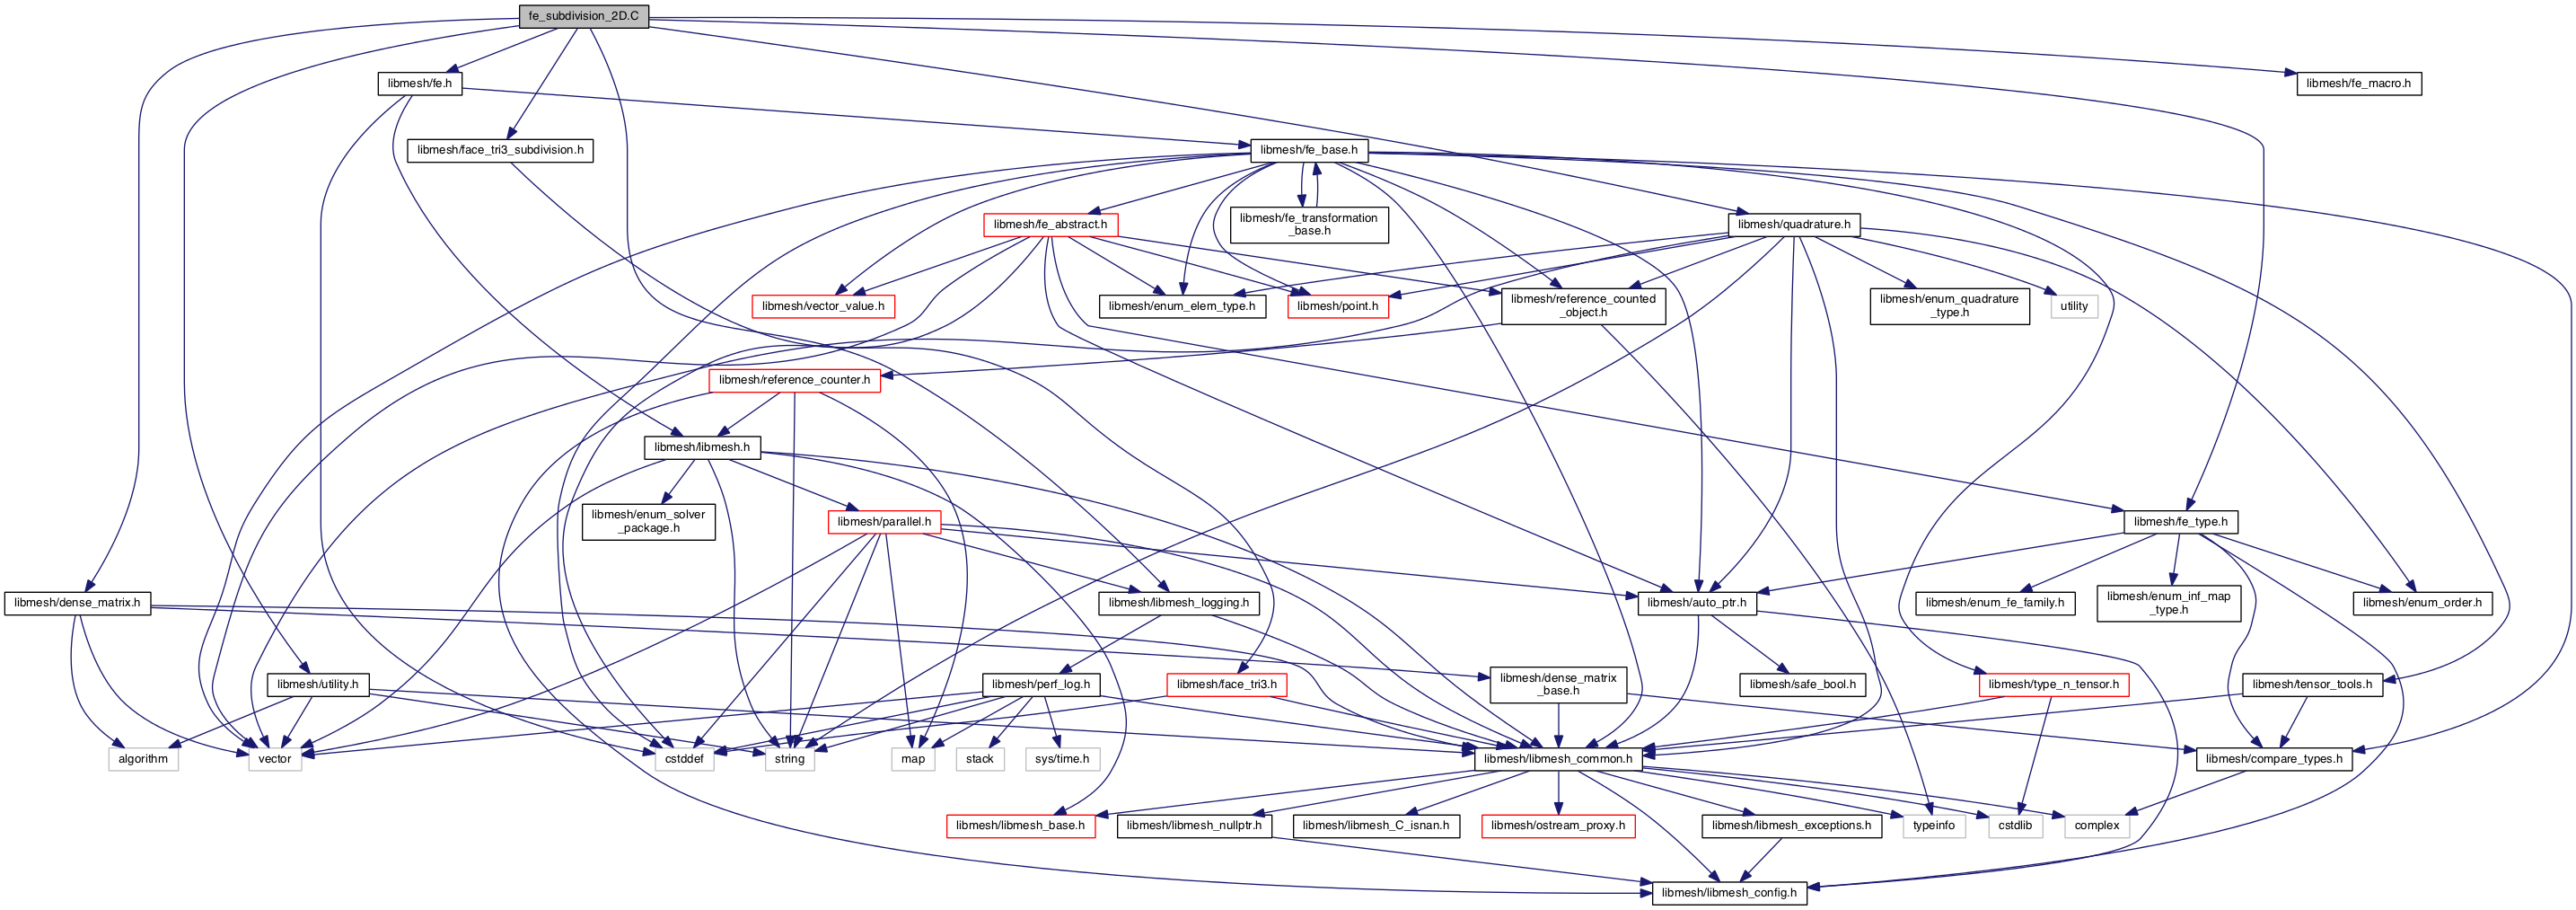 fe_subdivision_2D.C
libmesh/fe.h
libmesh/fe_macro.h
libmesh/face_tri3_subdivision.h
libmesh/fe_base.h
libmesh/fe_abstract.h
libmesh/fe_transformation
_base.h
libmesh/quadrature.h
libmesh/vector_value.h
libmesh/enum_elem_type.h
libmesh/point.h
libmesh/reference_counted
_object.h
libmesh/enum_quadrature
_type.h
utility
libmesh/reference_counter.h
libmesh/libmesh.h
libmesh/enum_solver
_package.h
libmesh/parallel.h
libmesh/fe_type.h
libmesh/dense_matrix.h
libmesh/libmesh_logging.h
libmesh/auto_ptr.h
libmesh/enum_fe_family.h
libmesh/enum_inf_map
_type.h
libmesh/enum_order.h
libmesh/utility.h
libmesh/perf_log.h
libmesh/face_tri3.h
libmesh/dense_matrix
_base.h
libmesh/safe_bool.h
libmesh/type_n_tensor.h
libmesh/tensor_tools.h
algorithm
vector
cstddef
string
map
stack
sys/time.h
libmesh/libmesh_common.h
libmesh/compare_types.h
libmesh/libmesh_base.h
libmesh/libmesh_nullptr.h
libmesh/libmesh_C_isnan.h
libmesh/ostream_proxy.h
libmesh/libmesh_exceptions.h
typeinfo
cstdlib
complex
libmesh/libmesh_config.h